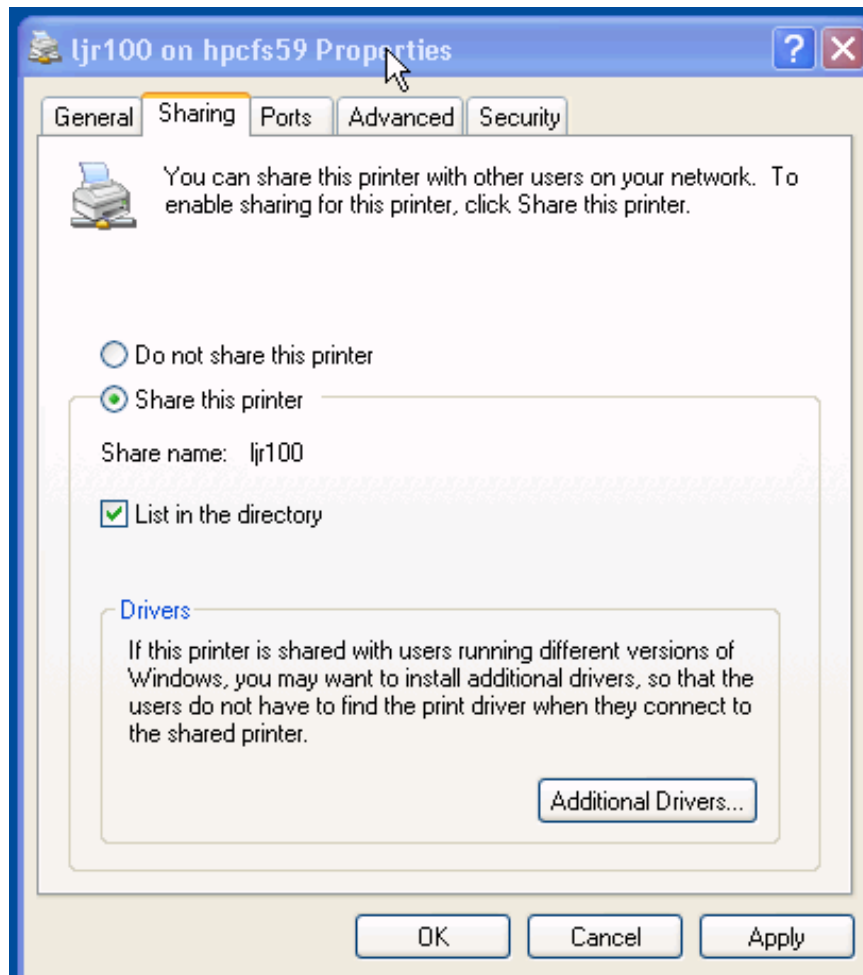 ljr100 on hpcfs59 Properties
General Sharing Ports Advanced Security
You can share this printer with other users on your network. To
enable sharing for this printer, click Share this printer.
Do not share this printer
Share this printer
Share name: ljr100
List in the directory
Drivers
If this printer is shared with users running different versions of
Windows, you may want to install additional drivers, so that the
users do not have to find the print driver when they connect to
the shared printer.
Additional Drivers...
OK Cancel Apply